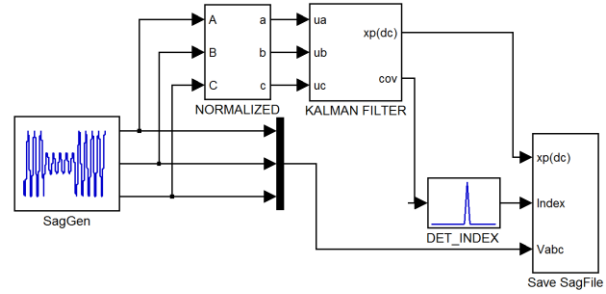 A a ua
B b ub
C c uc
xp(dc)
cov
NORMALIZED
KALMAN FILTER
SagGen
xp(dc)
Index
Vabc
DET_INDEX
Save SagFile